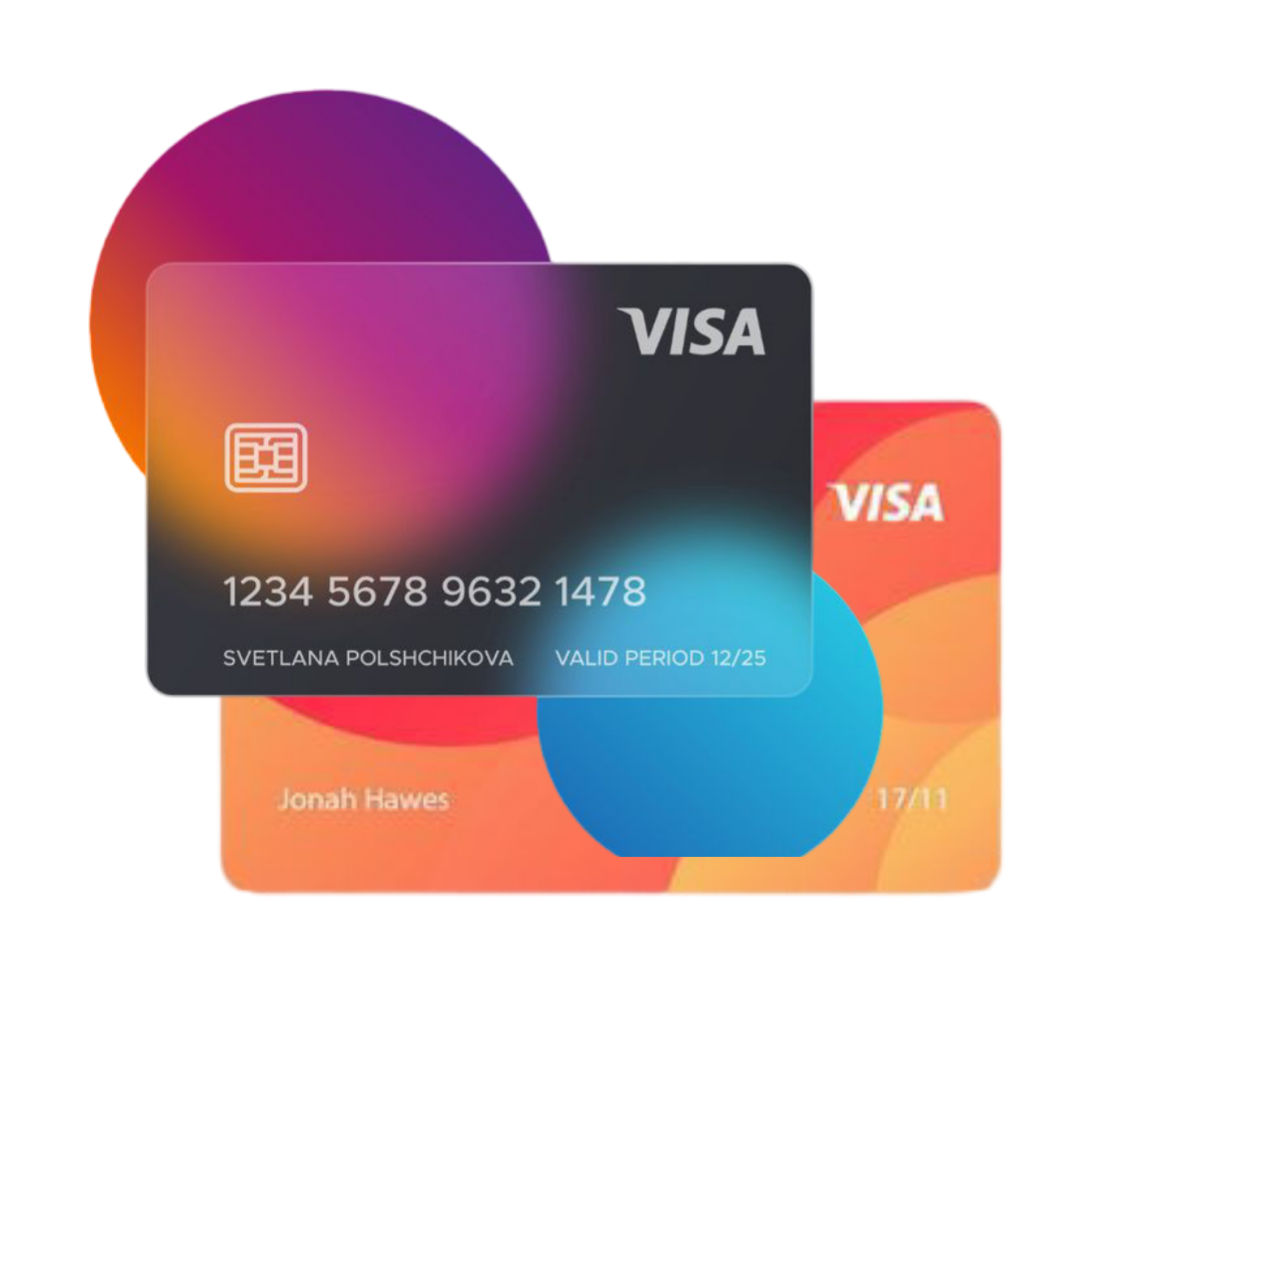 VISA
1234 5678 9632 1478
SVETLANA POLSHCHIKOVA VALID PERIOD 12/25
VISA
Jonah Hawes 17/11